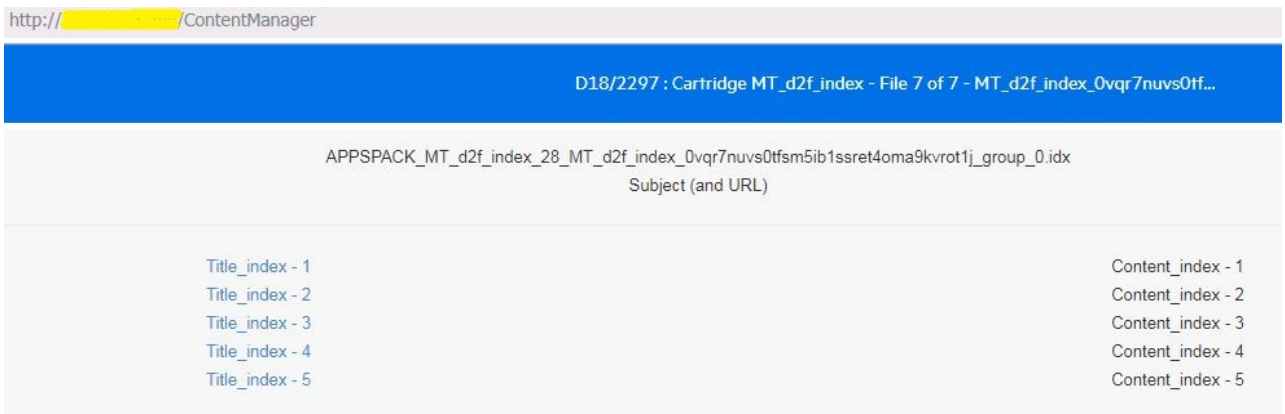 http:// /ContentManager
D18/2297 : Cartridge MT_d2f_index - File 7 of 7 - MT_d2f_index_0vqr7nuvs0tf...
APPSPACK_MT_d2f_index_28_MT_d2f_index_0vqr7nuvs0tfsm5ib1ssret4oma9kvrot1j_group_0.idx
Subject (and URL)
Title_index - 1 Content_index - 1
Title_index - 2 Content_index - 2
Title_index - 3 Content_index - 3
Title_index - 4 Content_index - 4
Title_index - 5 Content_index - 5